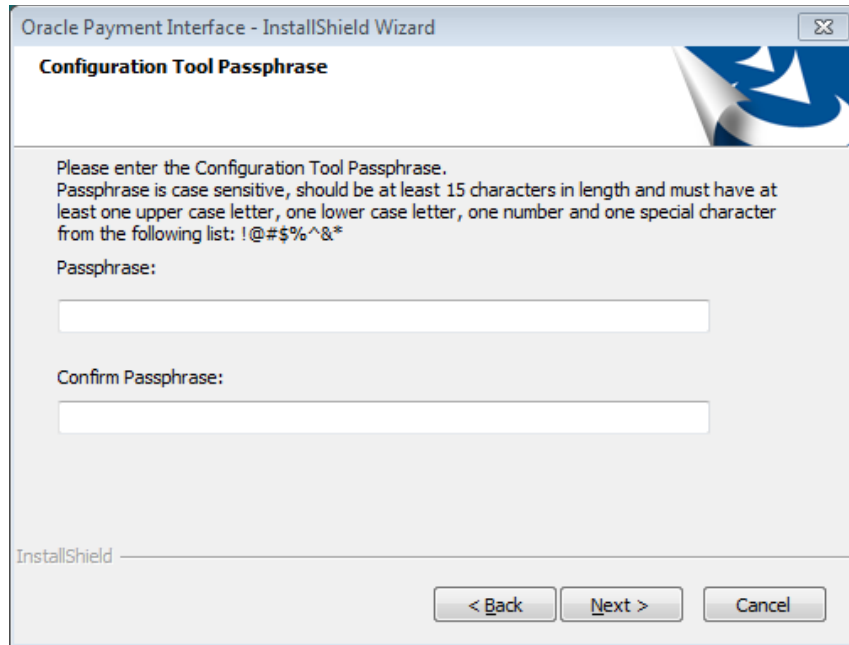 Oracle Payment Interface - InstallShield Wizard
Configuration Tool Passphrase
Please enter the Configuration Tool Passphrase.
Passphrase is case sensitive, should be at least 15 characters in length and must have at
least one upper case letter, one lower case letter, one number and one special character
from the following list: !@#$%^&*
Passphrase:
Confirm Passphrase:
InstallShield
< Back
Next >
Cancel